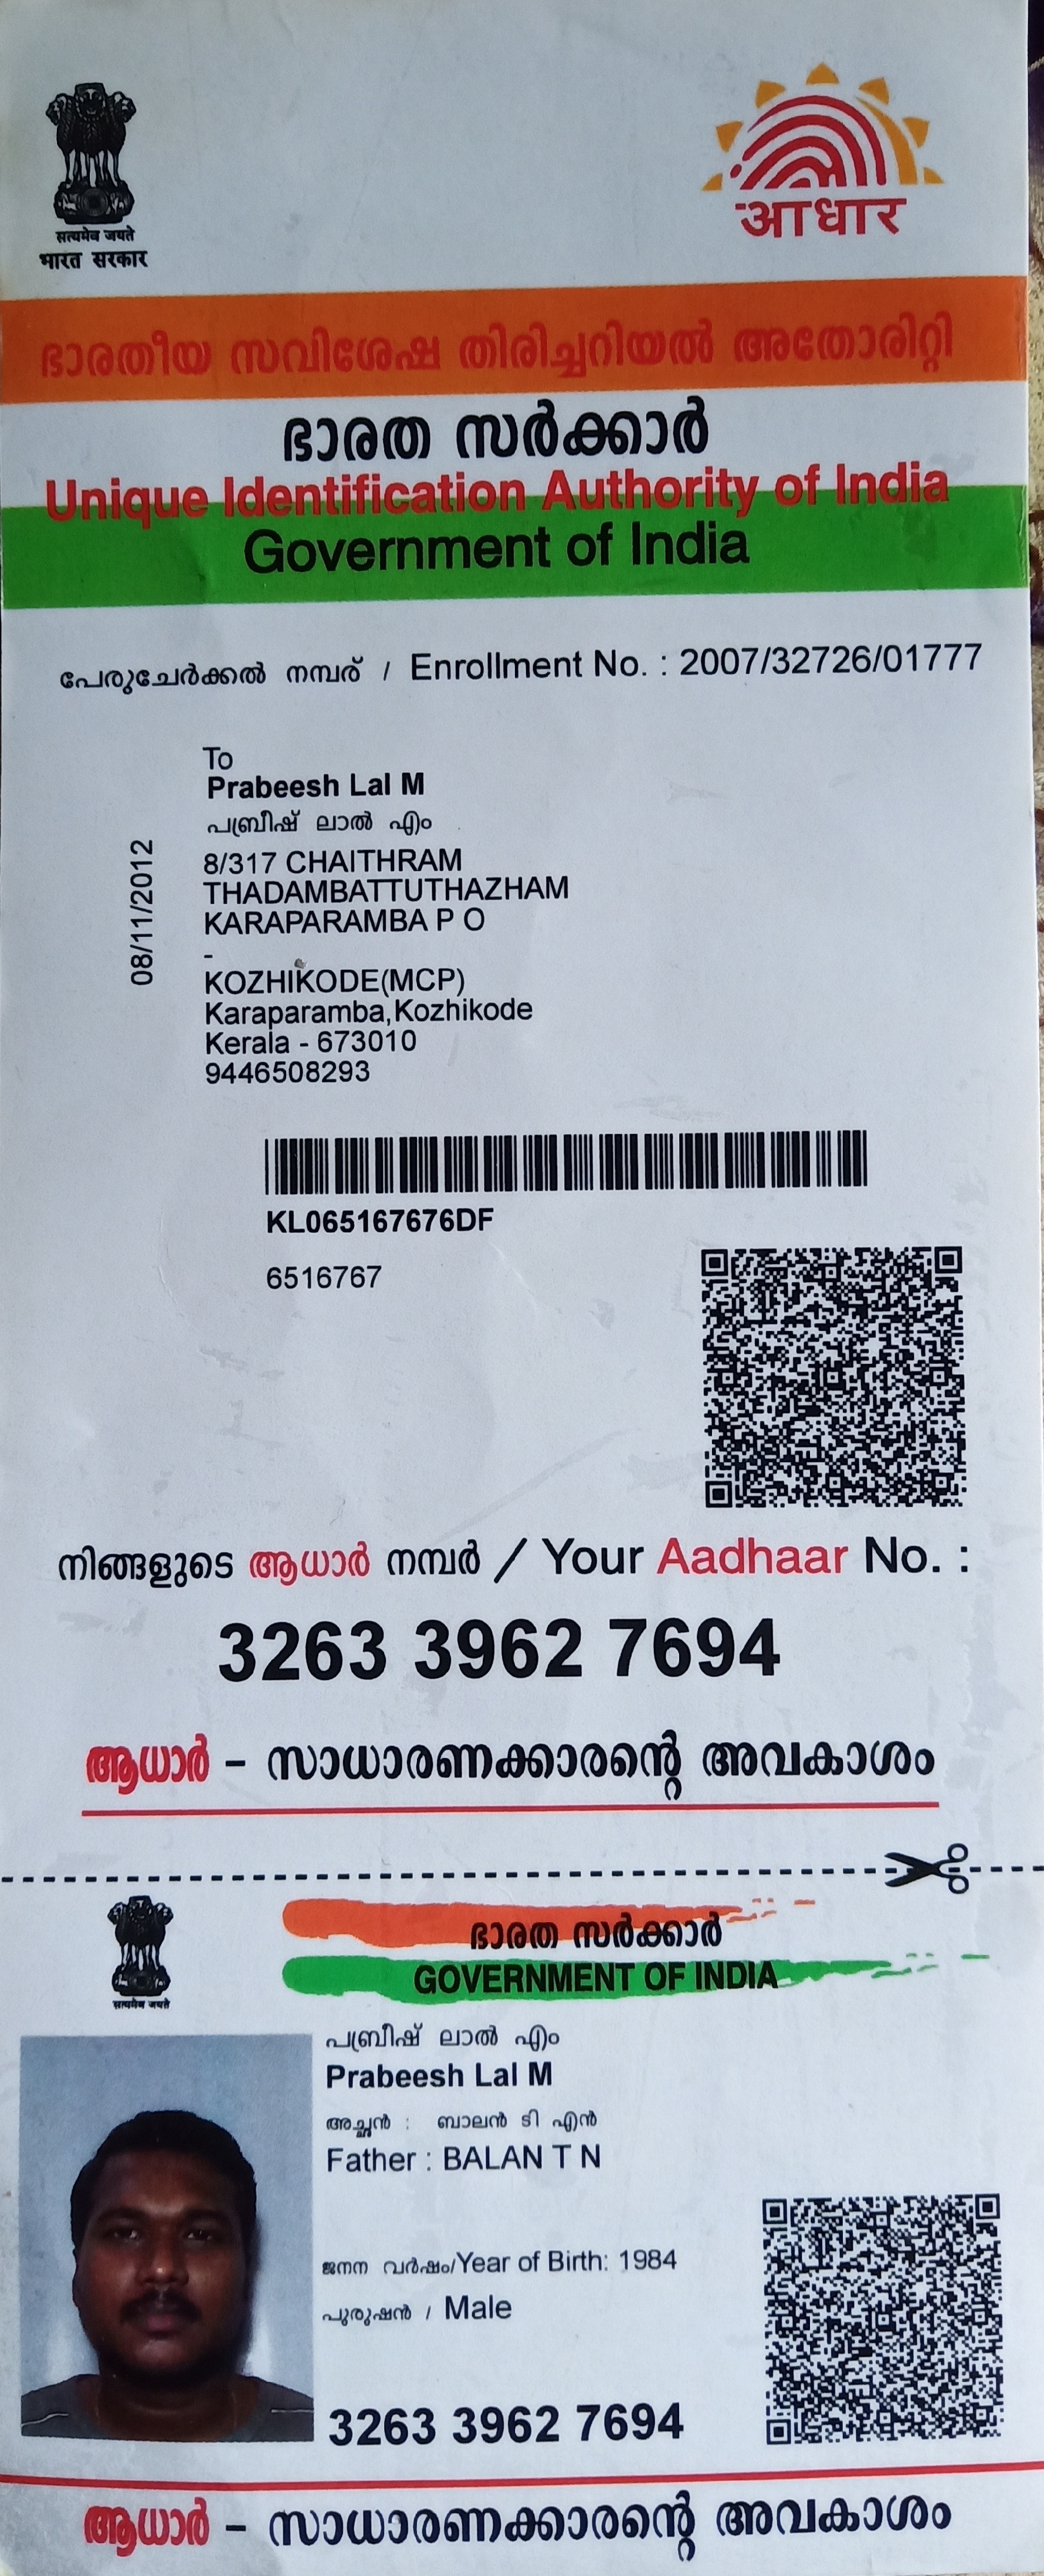 सत्यमेव जयते
भारत सरकार
आधार
ഭാരതീയ സവിശേഷ തിരിച്ചറിയൽ അതോരിറ്റി
ഭാരത സർക്കാർ
Unique Identification Authority of India
Government of India
പേരുചേർക്കൽ നമ്പര് / Enrollment No. : 2007/32726/01777
To
Prabeesh Lal M
പബ്രീഷ് ലാൽ എം
8/317 CHAITHRAM
THADAMBATTUTHAZHAM
KARAPARAMBA P O
-
KOZHIKODE(MCP)
Karaparamba,Kozhikode
Kerala - 673010
9446508293
08/11/2012
KL065167676DF
6516767
നിങ്ങളുടെ ആധാർ നമ്പർ / Your Aadhaar No. :
3263 3962 7694
ആധാർ – സാധാരണക്കാരന്റെ അവകാശം
ഭാരത സർക്കാർ
GOVERNMENT OF INDIA
सत्यमेव जयते
പബ്രീഷ് ലാൽ എം
Prabeesh Lal M
അച്ഛൻ : ബാലൻ ടി എൻ
Father : BALAN T N
ജനന വർഷം/Year of Birth: 1984
പുരുഷൻ / Male
3263 3962 7694
ആധാർ – സാധാരണക്കാരന്റെ അവകാശം